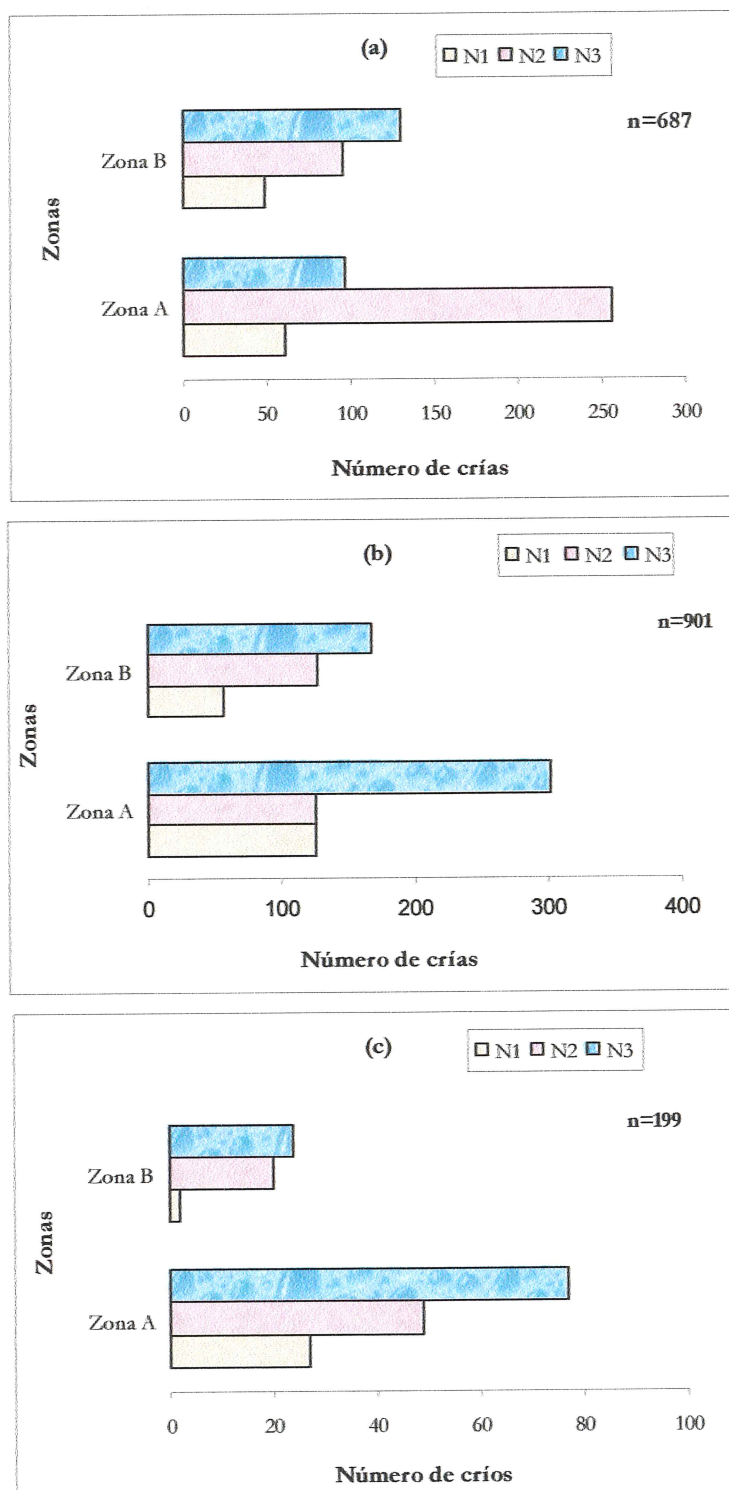 (a)
N1 N2 N3
n=687
Zonas
Zona B
Zona A
0 50 100 150 200 250 300
Número de crías
(b)
N1 N2 N3
n=901
Zonas
Zona B
Zona A
0 100 200 300 400
Número de crías
(c)
N1 N2 N3
n=199
Zonas
Zona B
Zona A
0 20 40 60 80 100
Número de críos